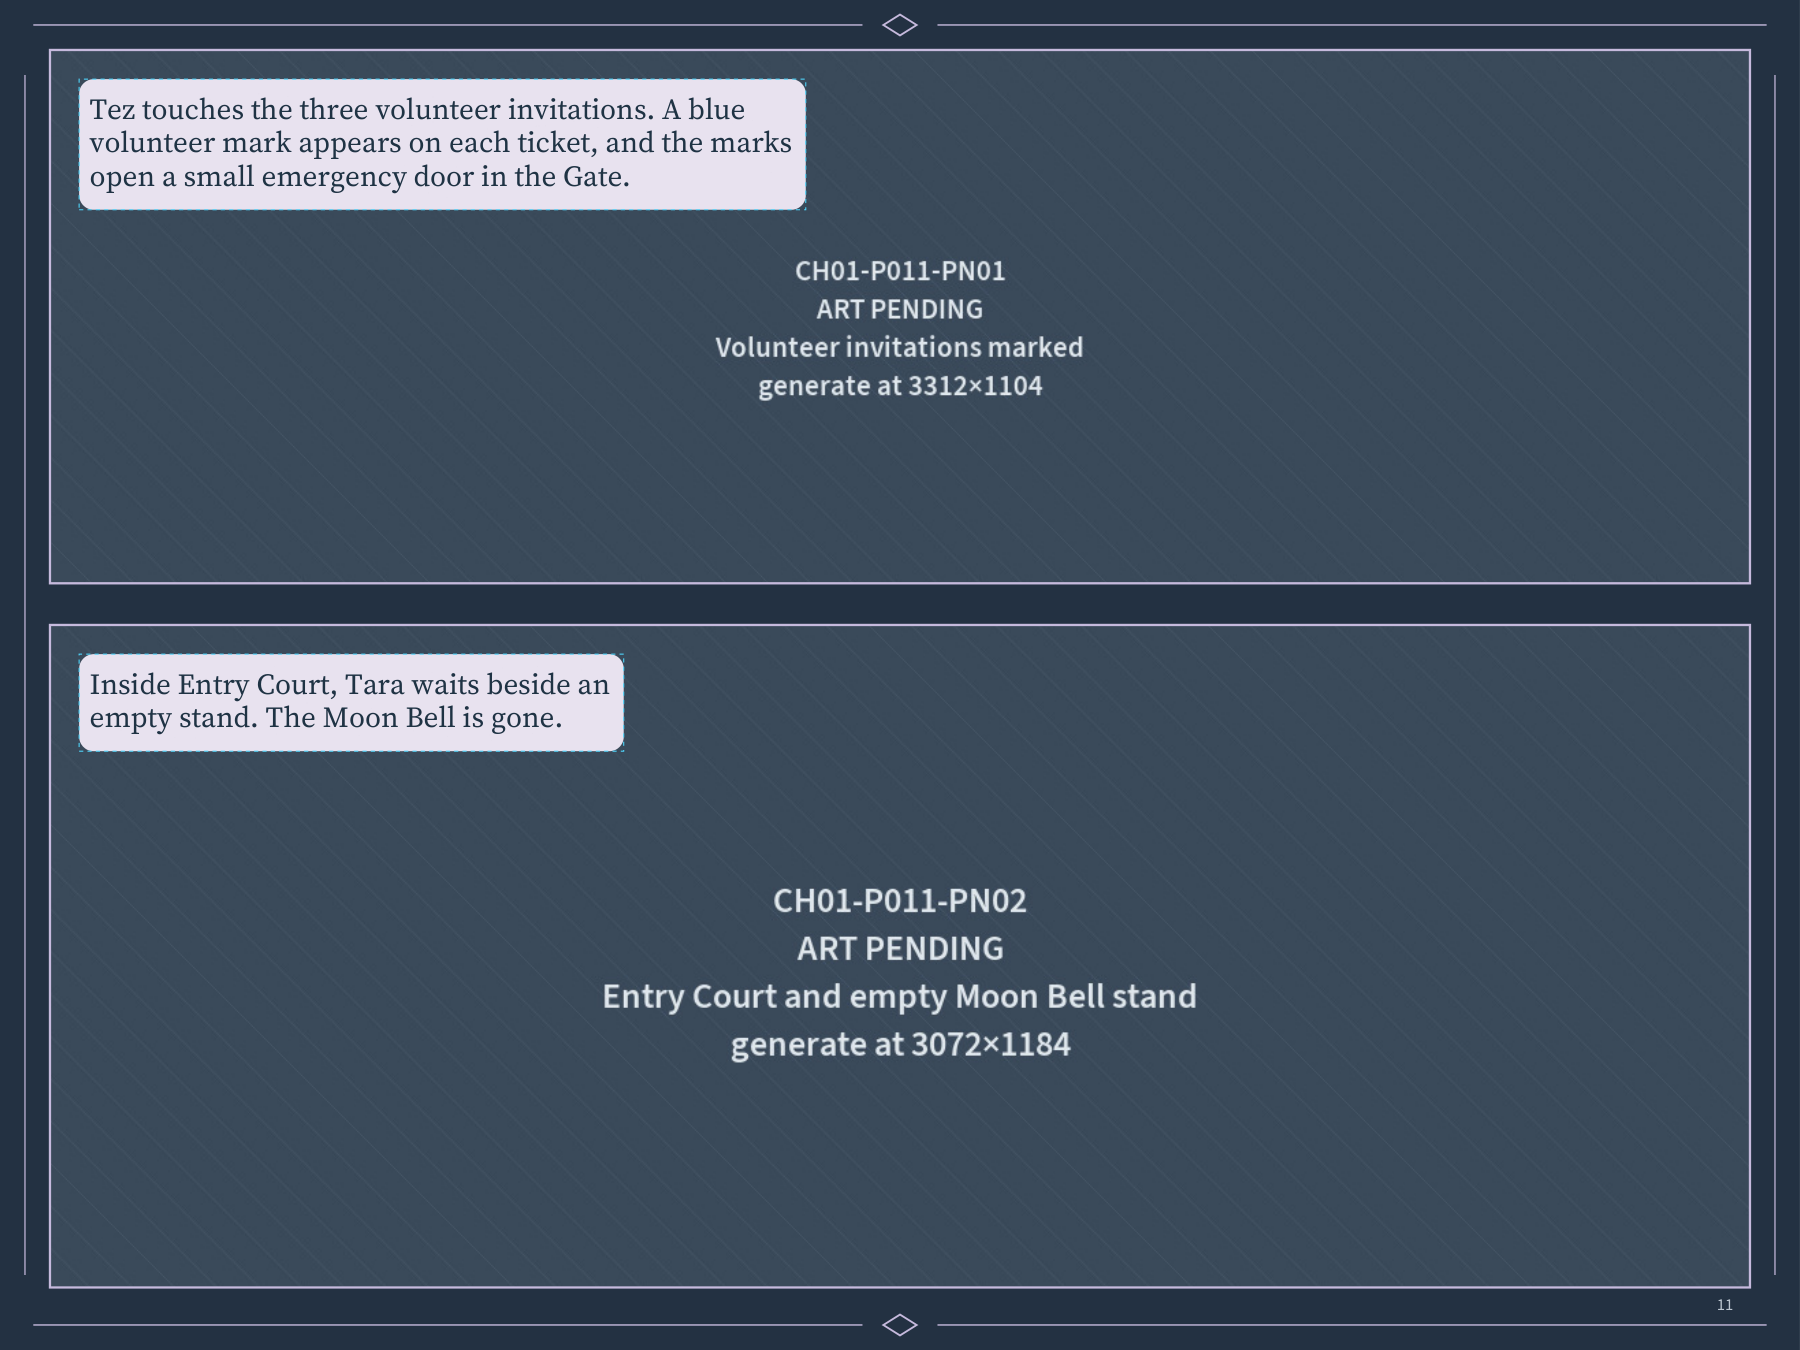 Tez touches the three volunteer invitations. A blue
volunteer mark appears on each ticket, and the marks
open a small emergency door in the Gate.
CH01-P011-PN01
ART PENDING
Volunteer invitations marked
generate at 3312×1104
Inside Entry Court, Tara waits beside an
empty stand. The Moon Bell is gone.
CH01-P011-PN02
ART PENDING
Entry Court and empty Moon Bell stand
generate at 3072×1184
11